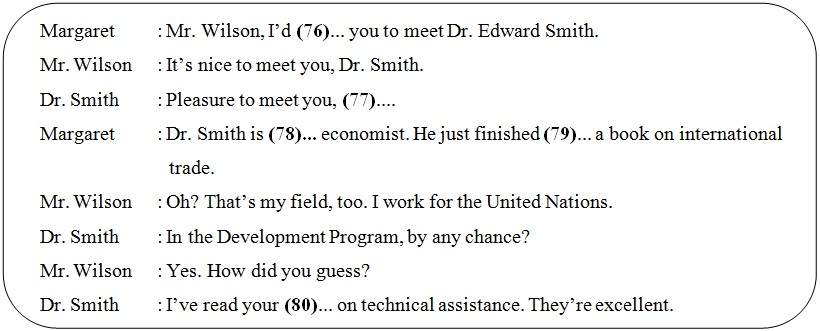 Margaret : Mr. Wilson, I’d (76)... you to meet Dr. Edward Smith.
Mr. Wilson : It’s nice to meet you, Dr. Smith.
Dr. Smith : Pleasure to meet you, (77)....
Margaret : Dr. Smith is (78)... economist. He just finished (79)... a book on international
trade.
Mr. Wilson : Oh? That’s my field, too. I work for the United Nations.
Dr. Smith : In the Development Program, by any chance?
Mr. Wilson : Yes. How did you guess?
Dr. Smith : I’ve read your (80)... on technical assistance. They’re excellent.